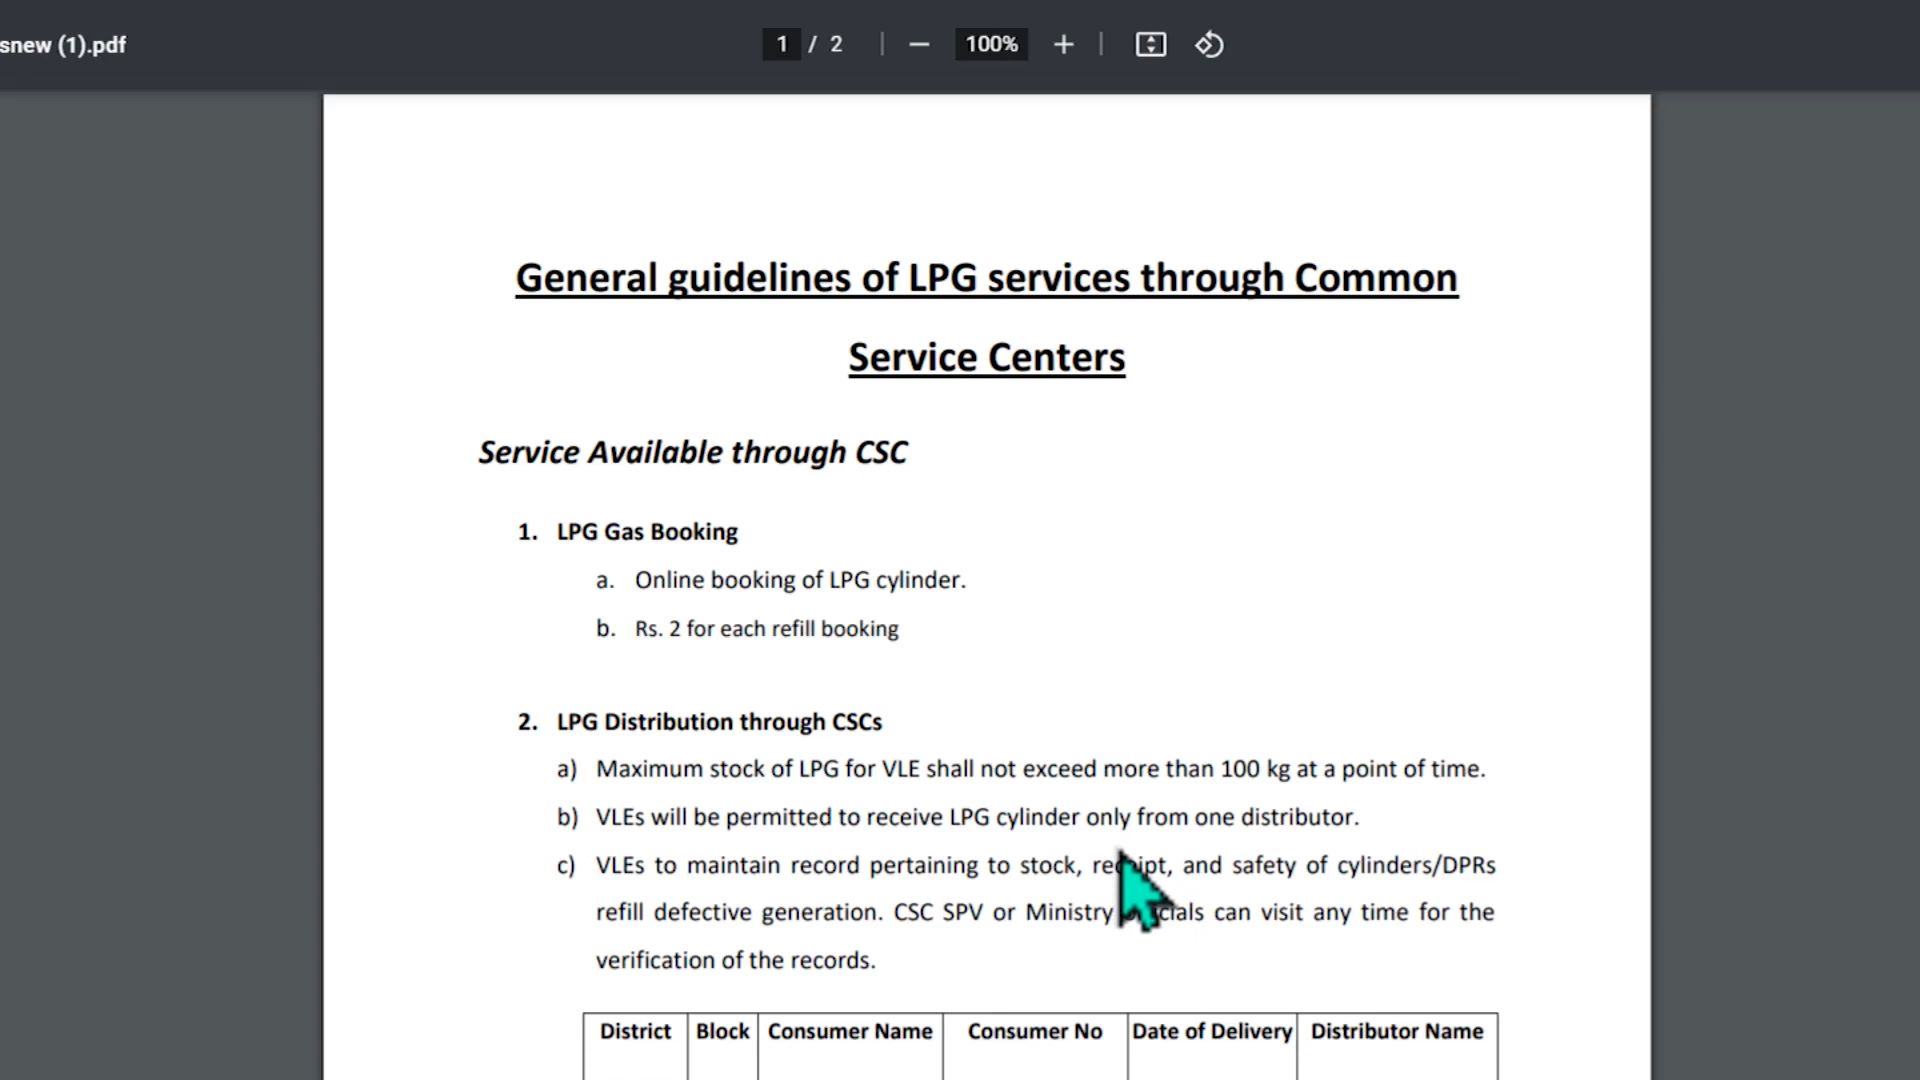 snew (1).pdf
1 / 2
100%
General guidelines of LPG services through Common
Service Centers
Service Available through CSC
1. LPG Gas Booking
a. Online booking of LPG cylinder.
b. Rs. 2 for each refill booking
2. LPG Distribution through CSCs
a) Maximum stock of LPG for VLE shall not exceed more than 100 kg at a point of time.
b) VLEs will be permitted to receive LPG cylinder only from one distributor.
c) VLEs to maintain record pertaining to stock, receipt, and safety of cylinders/DPRs
refill defective generation. CSC SPV or Ministry officials can visit any time for the
verification of the records.
District Block Consumer Name Consumer No Date of Delivery Distributor Name